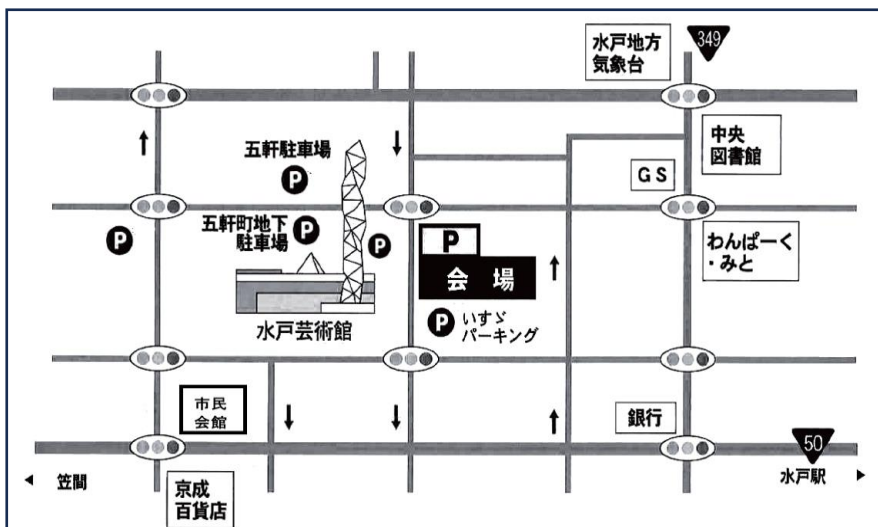 水戸地方
気象台
349
中央
図書館
五軒駐車場
P
GS
五軒町地下
駐車場
P
P
P
P
わんぱーく
・みと
会場
P
いすゞ
パーキング
水戸芸術館
市民
会館
銀行
50
笠間
京成
百貨店
水戸駅